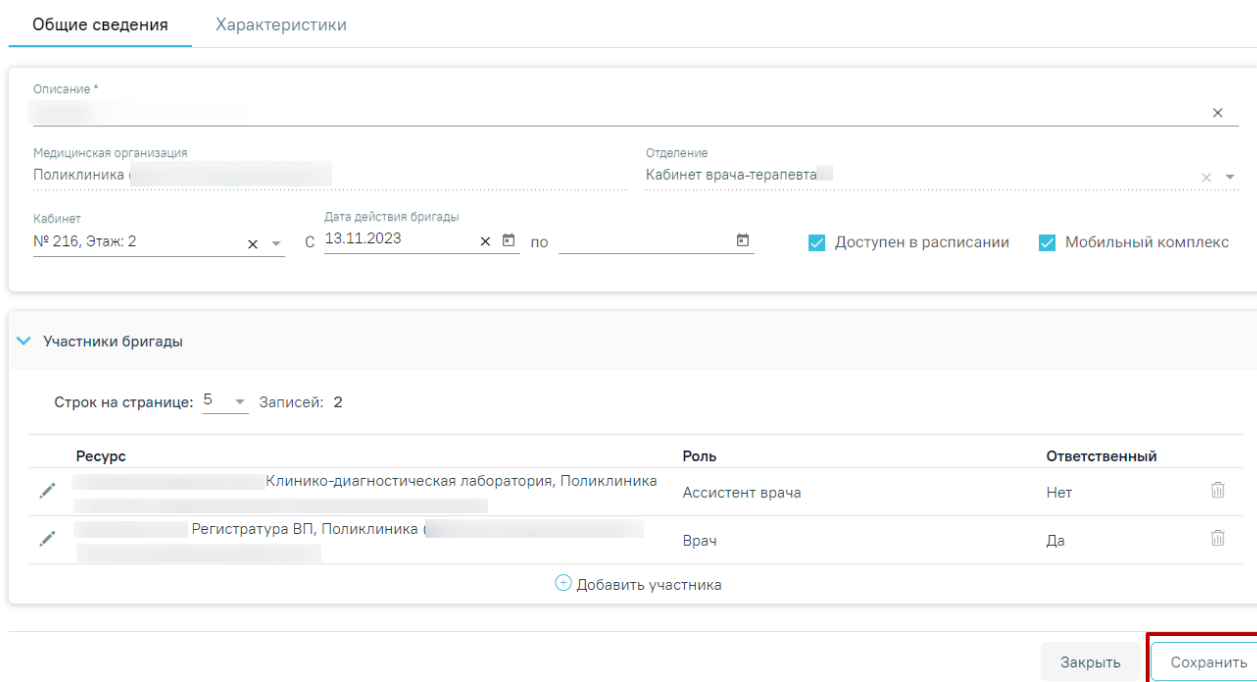 Общие сведения Характеристики
Описание *
Медицинская организация Отделение
Поликлиника ( Кабинет врача-терапевта
Кабинет Дата действия бригады
№ 216, Этаж: 2 С 13.11.2023 по Доступен в расписании Мобильный комплекс
Участники бригады
Строк на странице: 5 Записей: 2
Ресурс Роль Ответственный
Клинико-диагностическая лаборатория, Поликлиника
Ассистент врача Нет
Регистратура ВП, Поликлиника (
Врач Да
Добавить участника
Закрыть Сохранить